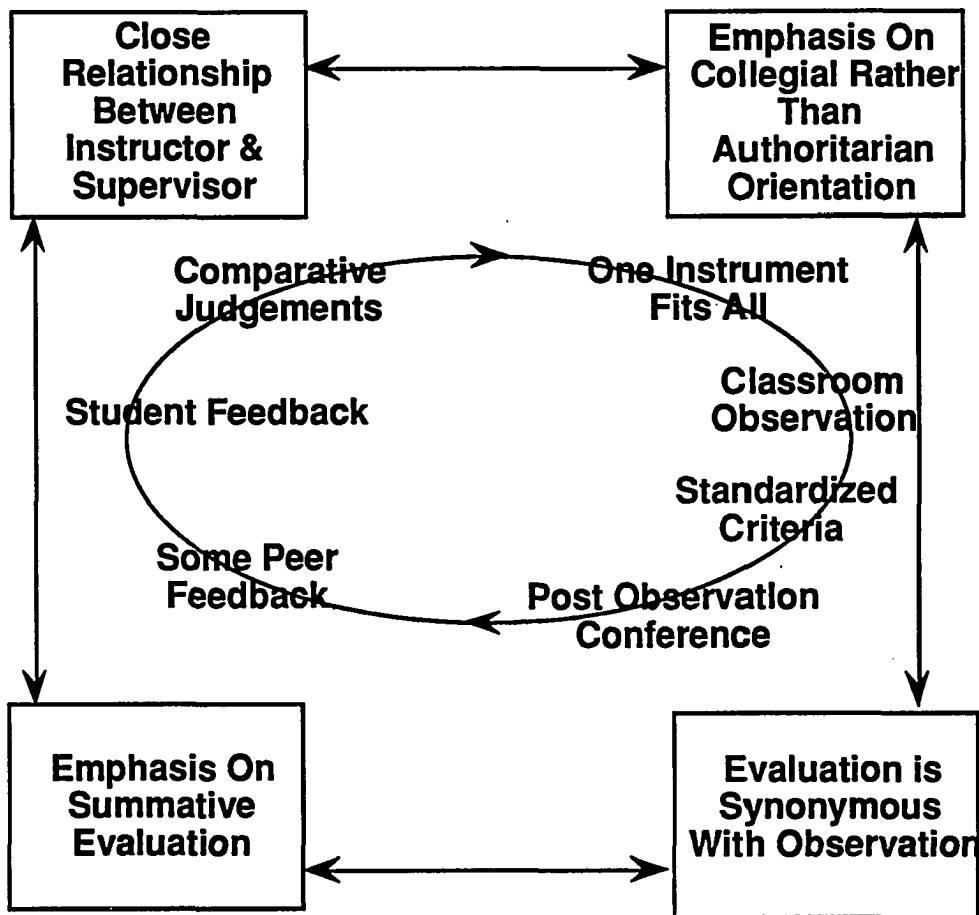 Close
Relationship
Between
Instructor &
Supervisor
Emphasis On
Collegial Rather
Than
Authoritarian
Orientation
Comparative
Judgements
One Instrument
Fits All
Student Feedback
Classroom
Observation
Standardized
Criteria
Some Peer
Feedback
Post Observation
Conference
Emphasis On
Summative
Evaluation
Evaluation is
Synonymous
With Observation